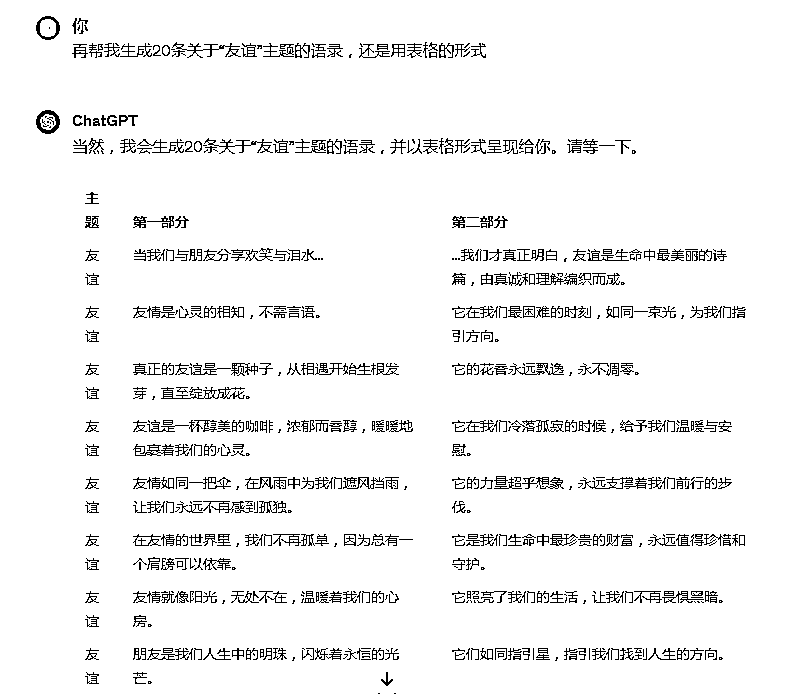 你
再帮我生成20条关于“友谊”主题的语录，还是用表格的形式
ChatGPT
当然，我会生成20条关于“友谊”主题的语录，并以表格形式呈现给你。请等一下。
主
题 第一部分 第二部分
友 当我们与朋友分享欢笑与泪水... ...我们才真正明白，友谊是生命中最美丽的诗
谊 篇，由真诚和理解编织而成。
友 友情是心灵的相知，不需言语。 它在我们最困难的时刻，如同一束光，为我们指
谊 引方向。
友 真正的友谊是一颗种子，从相遇开始生根发 它的花香永远飘逸，永不凋零。
谊 芽，直至绽放成花。
友 友谊是一杯醇美的咖啡，浓郁而香醇，暖暖地 它在我们冷落孤寂的时候，给予我们温暖与安
谊 包裹着我们的心灵。 慰。
友 友情如同一把伞，在风雨中为我们遮风挡雨， 它的力量超乎想象，永远支撑着我们前行的步
谊 让我们永远不再感到孤独。 伐。
友 在友情的世界里，我们不再孤单，因为总有一 它是我们生命中最珍贵的财富，永远值得珍惜和
谊 个肩膀可以依靠。 守护。
友 友情就像阳光，无处不在，温暖着我们的心 它照亮了我们的生活，让我们不再畏惧黑暗。
谊 房。
友 朋友是我们人生中的明珠，闪烁着永恒的光 它们如同指引星，指引我们找到人生的方向。
谊 芒。